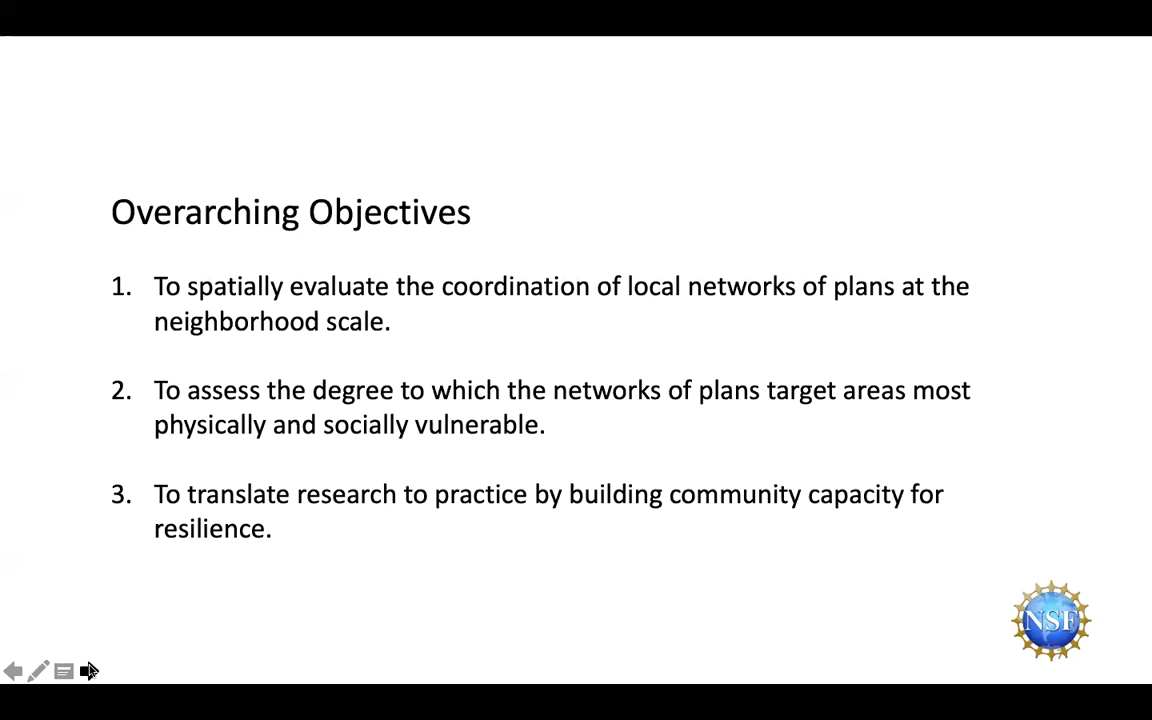 Overarching Objectives
1. To spatially evaluate the coordination of local networks of plans at the
neighborhood scale.
2. To assess the degree to which the networks of plans target areas most
physically and socially vulnerable.
3. To translate research to practice by building community capacity for
resilience.
NSF